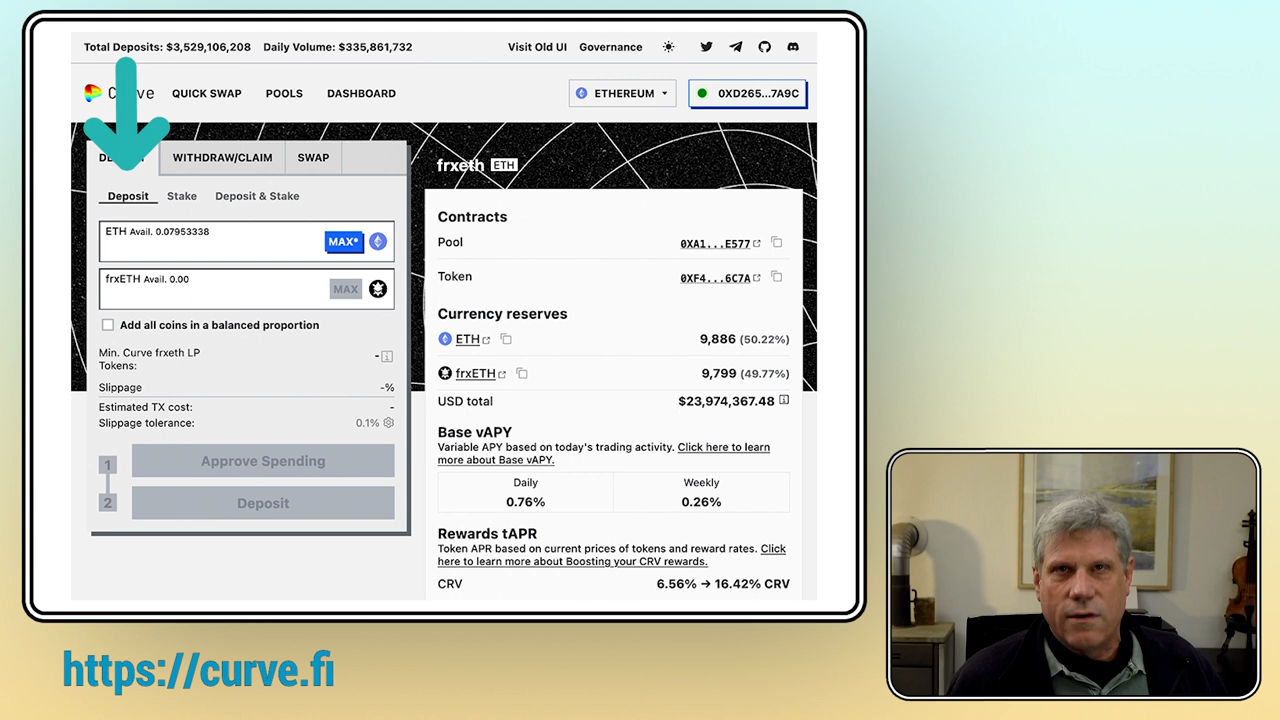 Total Deposits: $3,529,106,208 Daily Volume: $335,861,732 Visit Old UI Governance
QUICK SWAP POOLS DASHBOARD ETHEREUM 0XD265...7A9C
WITHDRAW/CLAIM SWAP
Deposit Stake Deposit & Stake
ETH Avail. 0.07953338
MAX*
frxETH Avail. 0.00
MAX
Add all coins in a balanced proportion
Min. Curve frxeth LP
Tokens:
-
Slippage -%
Estimated TX cost: -
Slippage tolerance: 0.1%
1 Approve Spending
2 Deposit
frxeth ETH
Contracts
Pool 0XA1...E577
Token 0XF4...6C7A
Currency reserves
ETH 9,886 (50.22%)
frxETH 9,799 (49.77%)
USD total $23,974,367.48
Base vAPY
Variable APY based on today's trading activity. Click here to learn
more about Base vAPY.
Daily Weekly
0.76% 0.26%
Rewards tAPR
Token APR based on current prices of tokens and reward rates. Click
here to learn more about Boosting your CRV rewards.
CRV 6.56% → 16.42% CRV
https://curve.fi